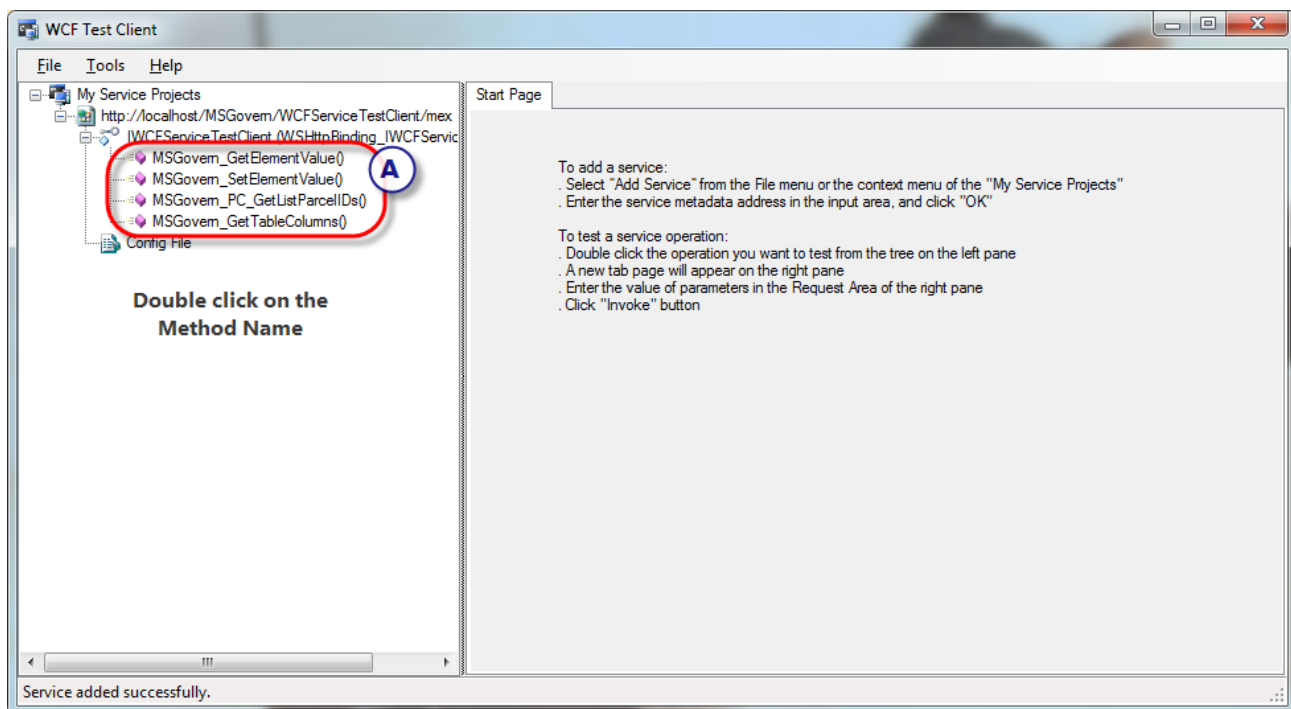 WCF Test Client
File Tools Help
My Service Projects
http://localhost/MSGovern/WCFServiceTestClient/mex
IWCFServiceTestClient (WSHttpBinding_IWCFServic
MSGovern_GetElementValue()
MSGovern_SetElementValue()
MSGovern_PC_GetListParcelIDs()
MSGovern_GetTableColumns()
A
Config File
Double click on the
Method Name
Start Page
To add a service:
. Select "Add Service" from the File menu or the context menu of the "My Service Projects"
. Enter the service metadata address in the input area, and click "OK"
To test a service operation:
. Double click the operation you want to test from the tree on the left pane
. A new tab page will appear on the right pane
. Enter the value of parameters in the Request Area of the right pane
. Click "Invoke" button
Service added successfully.